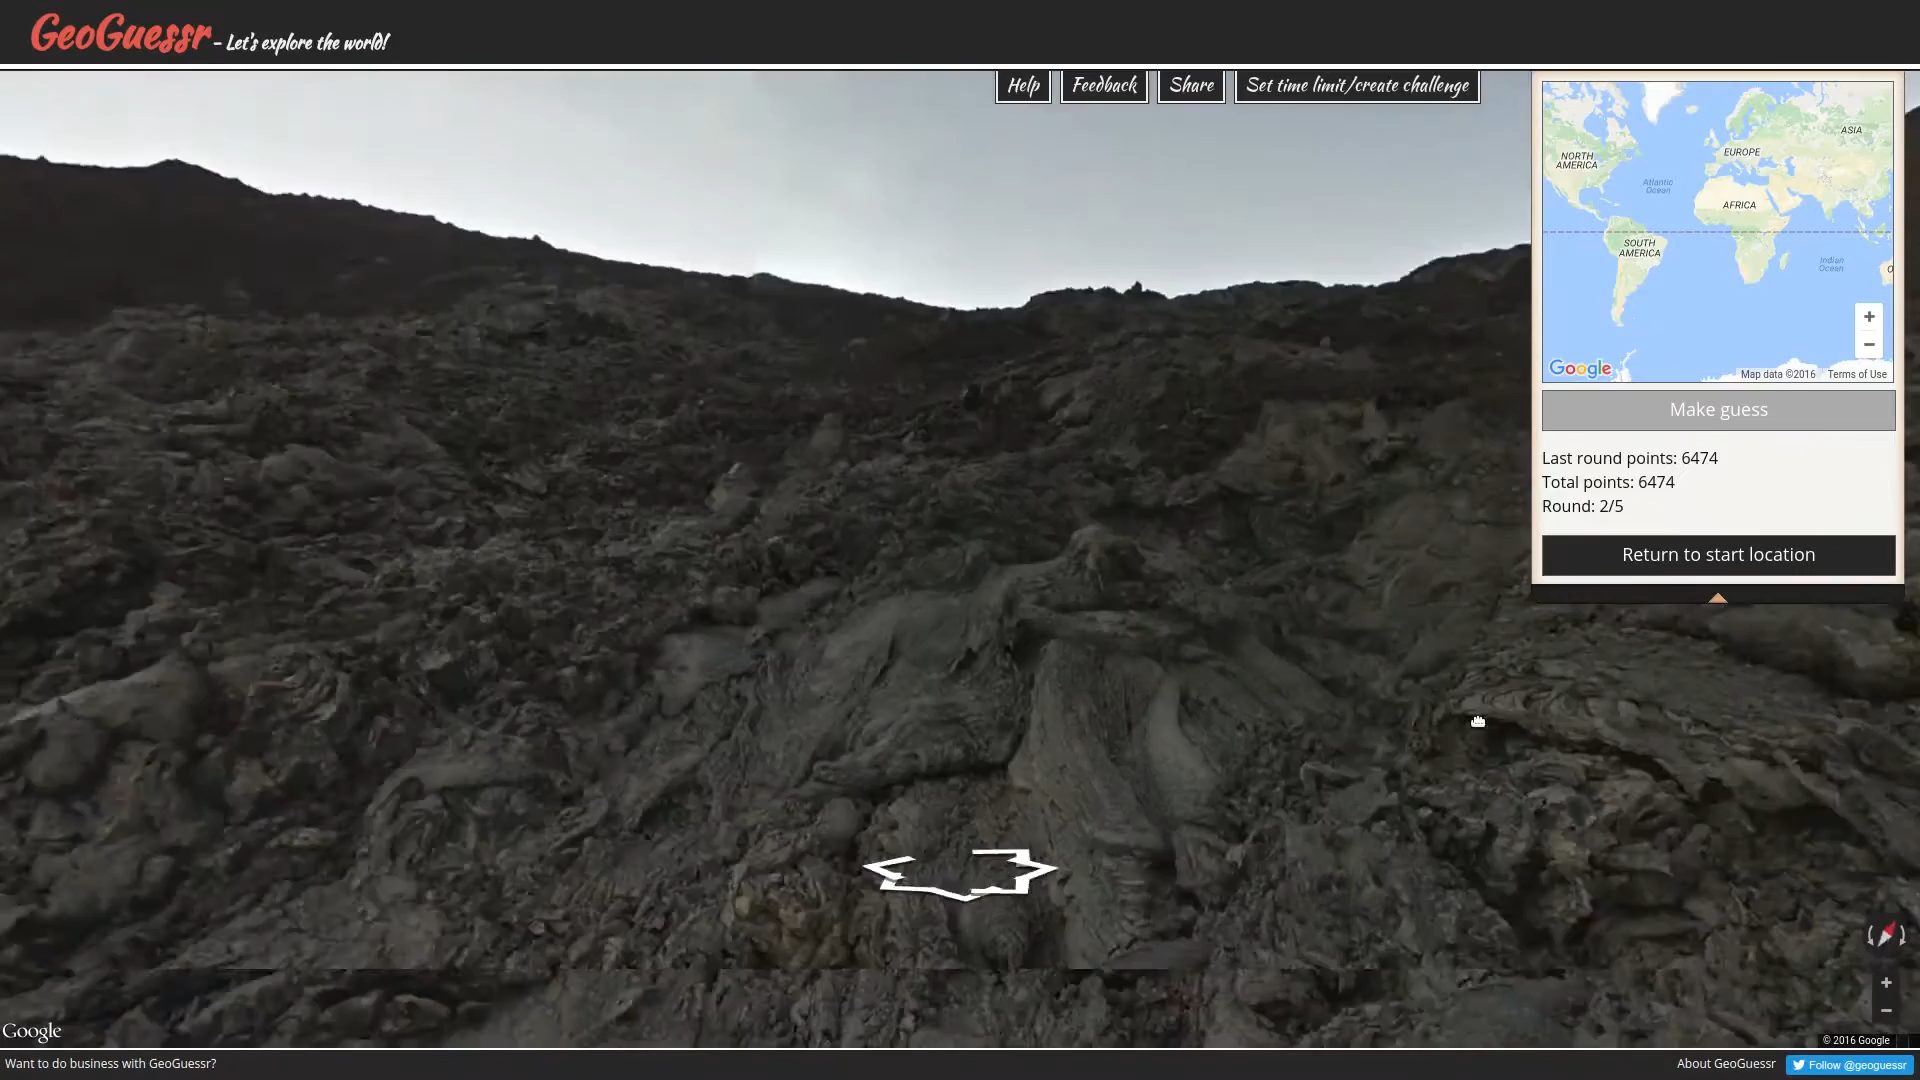 GeoGuessr - Let's explore the world!
Help
Feedback
Share
Set time limit/create challenge
NORTH AMERICA
Atlantic Ocean
EUROPE
ASIA
AFRICA
SOUTH AMERICA
Indian Ocean
O
Google
Map data ©2016
Terms of Use
+
−
Make guess
Last round points: 6474
Total points: 6474
Round: 2/5
Return to start location
+
−
Google
© 2016 Google
Want to do business with GeoGuessr?
About GeoGuessr
Follow @geoguessr